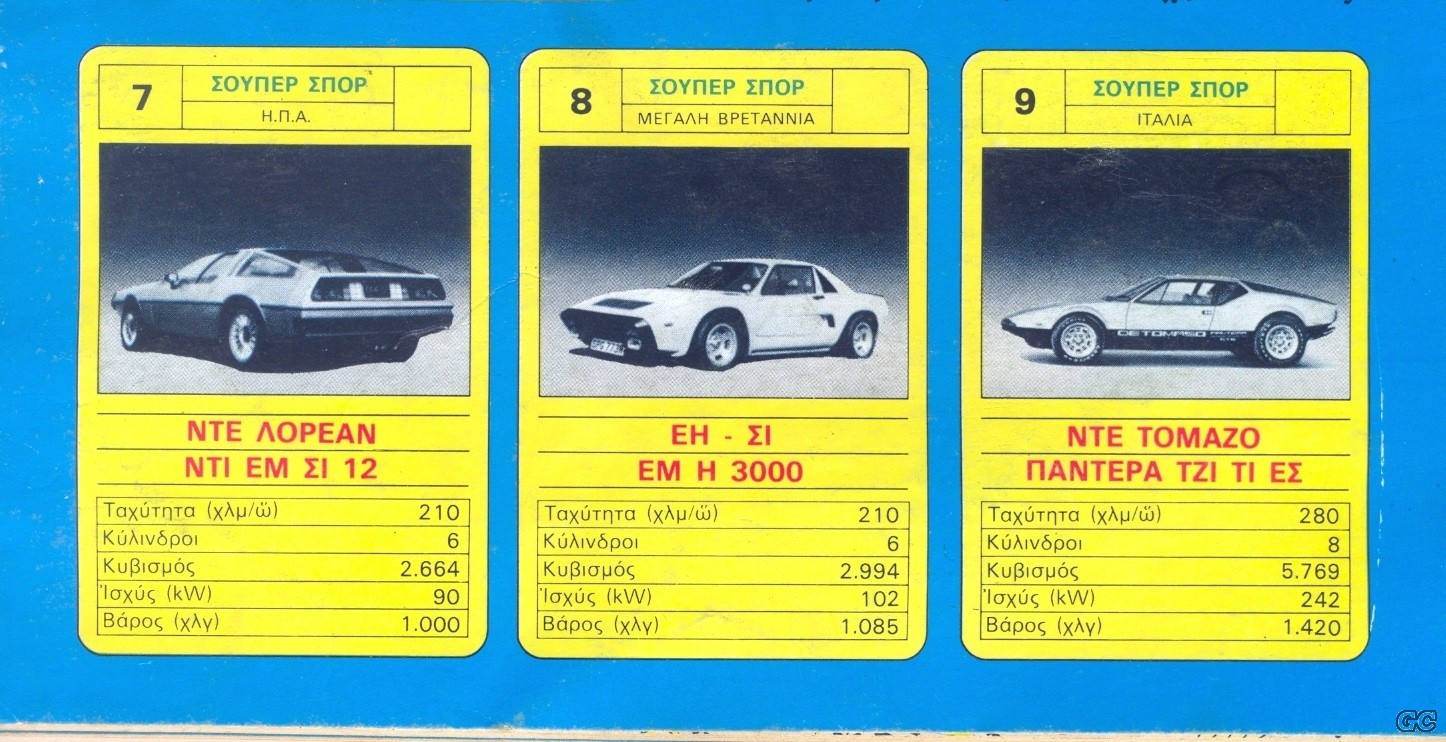 7
ΣΟΥΠΕΡ ΣΠΟΡ
Η.Π.Α.
ΝΤΕ ΛΟΡΕΑΝ
ΝΤΙ ΕΜ ΣΙ 12
Ταχύτητα (χλμ/ὥ) 210
Κύλινδροι 6
Κυβισμός 2.664
Ἰσχύς (kW) 90
Βάρος (χλγ) 1.000
8
ΣΟΥΠΕΡ ΣΠΟΡ
ΜΕΓΑΛΗ ΒΡΕΤΑΝΝΙΑ
ΕΗ - ΣΙ
ΕΜ Η 3000
Ταχύτητα (χλμ/ὥ) 210
Κύλινδροι 6
Κυβισμός 2.994
Ἰσχύς (kW) 102
Βάρος (χλγ) 1.085
9
ΣΟΥΠΕΡ ΣΠΟΡ
ΙΤΑΛΙΑ
DETOMASO
ΝΤΕ ΤΟΜΑΖΟ
ΠΑΝΤΕΡΑ ΤΖΙ ΤΙ ΕΣ
Ταχύτητα (χλμ/ὥ) 280
Κύλινδροι 8
Κυβισμός 5.769
Ἰσχύς (kW) 242
Βάρος (χλγ) 1.420
GC